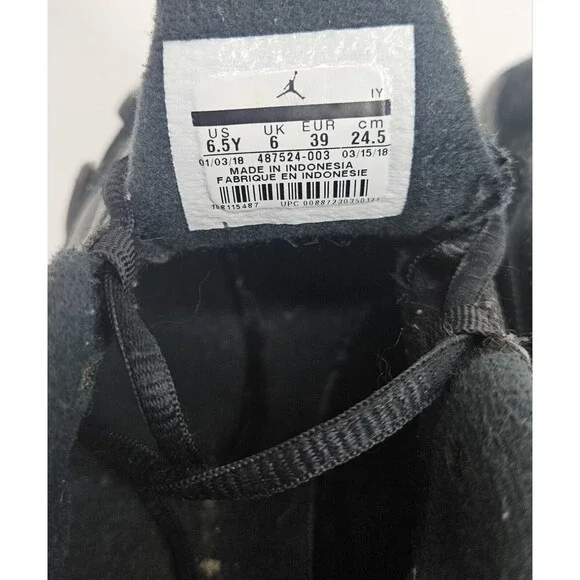 IY
US UK EUR cm
6.5Y 6 39 24.5
01/03/18 487524-003 03/15/18
MADE IN INDONESIA
FABRIQUE EN INDONESIE
UPC